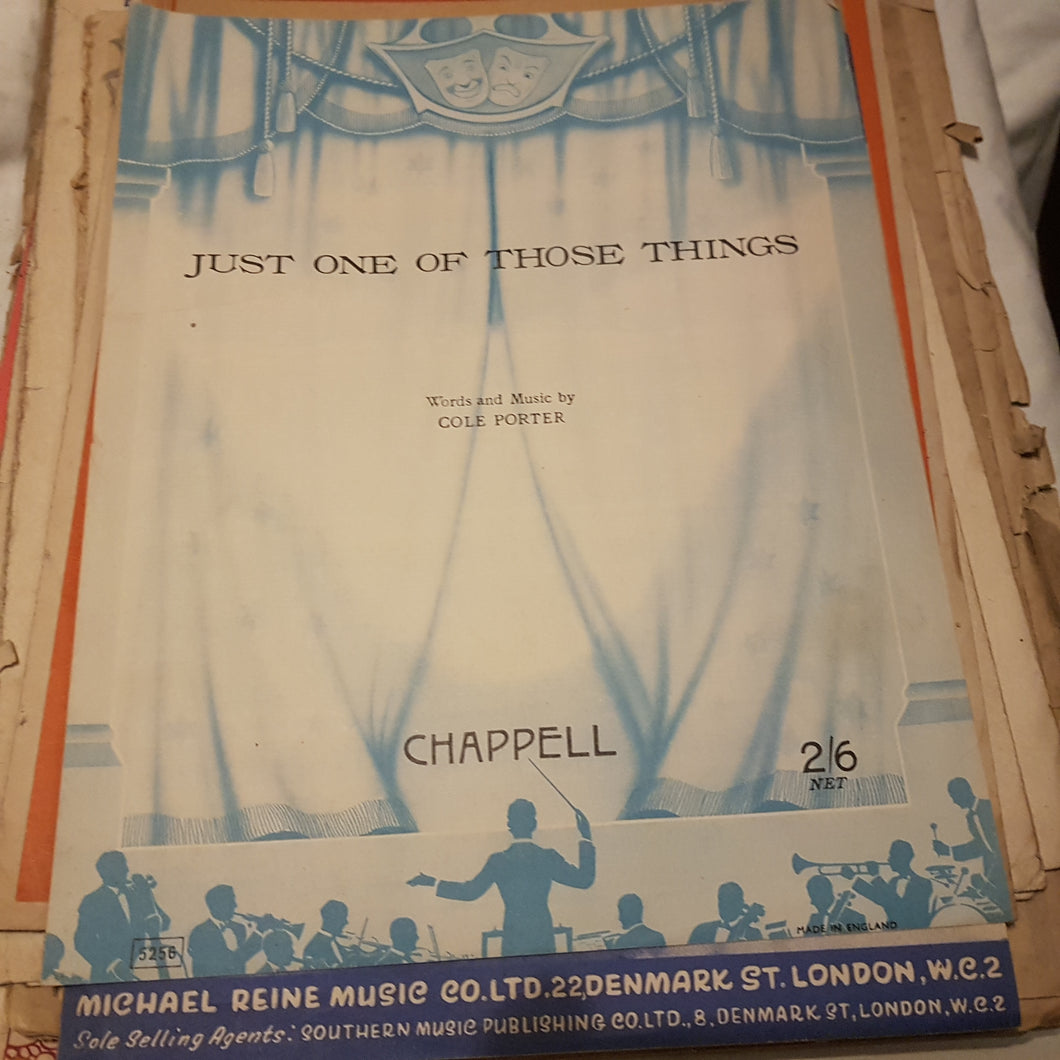 JUST ONE OF THOSE THINGS
Words and Music by
COLE PORTER
CHAPPELL
2/6
NET
MADE IN ENGLAND
5256
MICHAEL REINE MUSIC CO. LTD. 22, DENMARK ST. LONDON, W.C.2
Sole Selling Agents: SOUTHERN MUSIC PUBLISHING CO. LTD., 8, DENMARK ST, LONDON, W.C.2